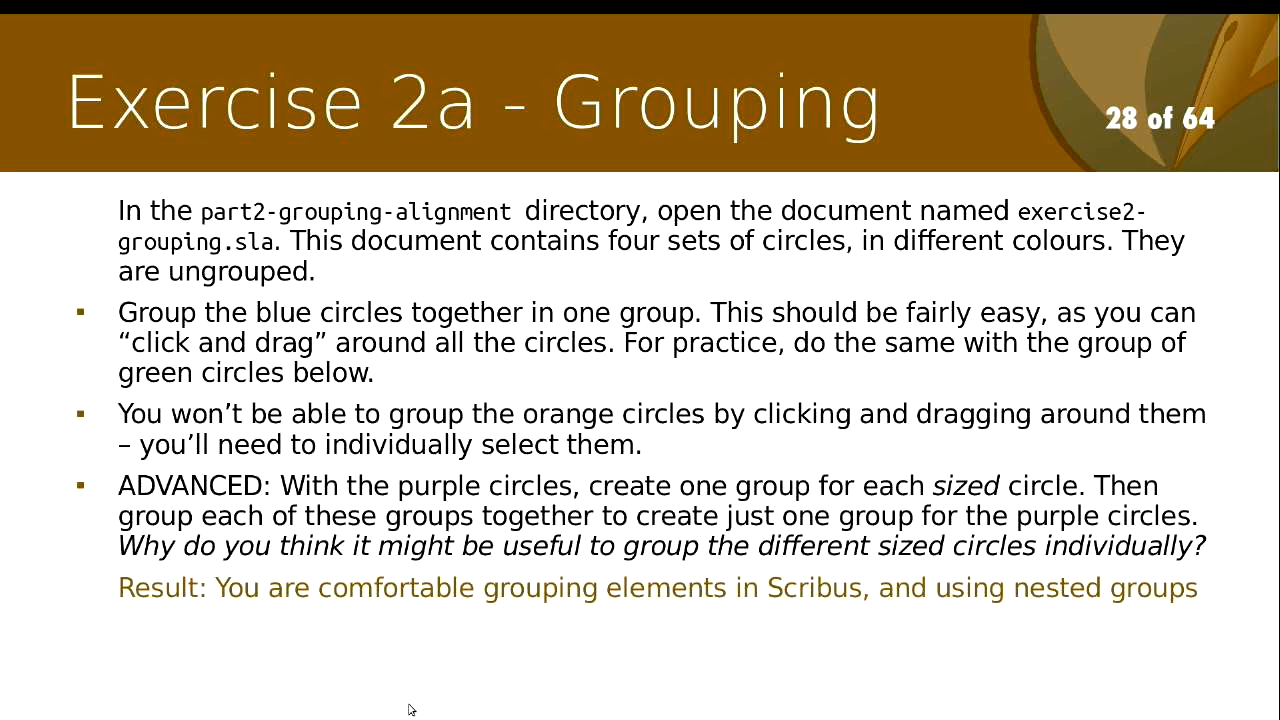 Exercise 2a - Grouping
28 of 64
In the part2-grouping-alignment directory, open the document named exercise2-
grouping.sla. This document contains four sets of circles, in different colours. They
are ungrouped.
▪ Group the blue circles together in one group. This should be fairly easy, as you can
“click and drag” around all the circles. For practice, do the same with the group of
green circles below.
▪ You won’t be able to group the orange circles by clicking and dragging around them
– you’ll need to individually select them.
▪ ADVANCED: With the purple circles, create one group for each sized circle. Then
group each of these groups together to create just one group for the purple circles.
Why do you think it might be useful to group the different sized circles individually?
Result: You are comfortable grouping elements in Scribus, and using nested groups